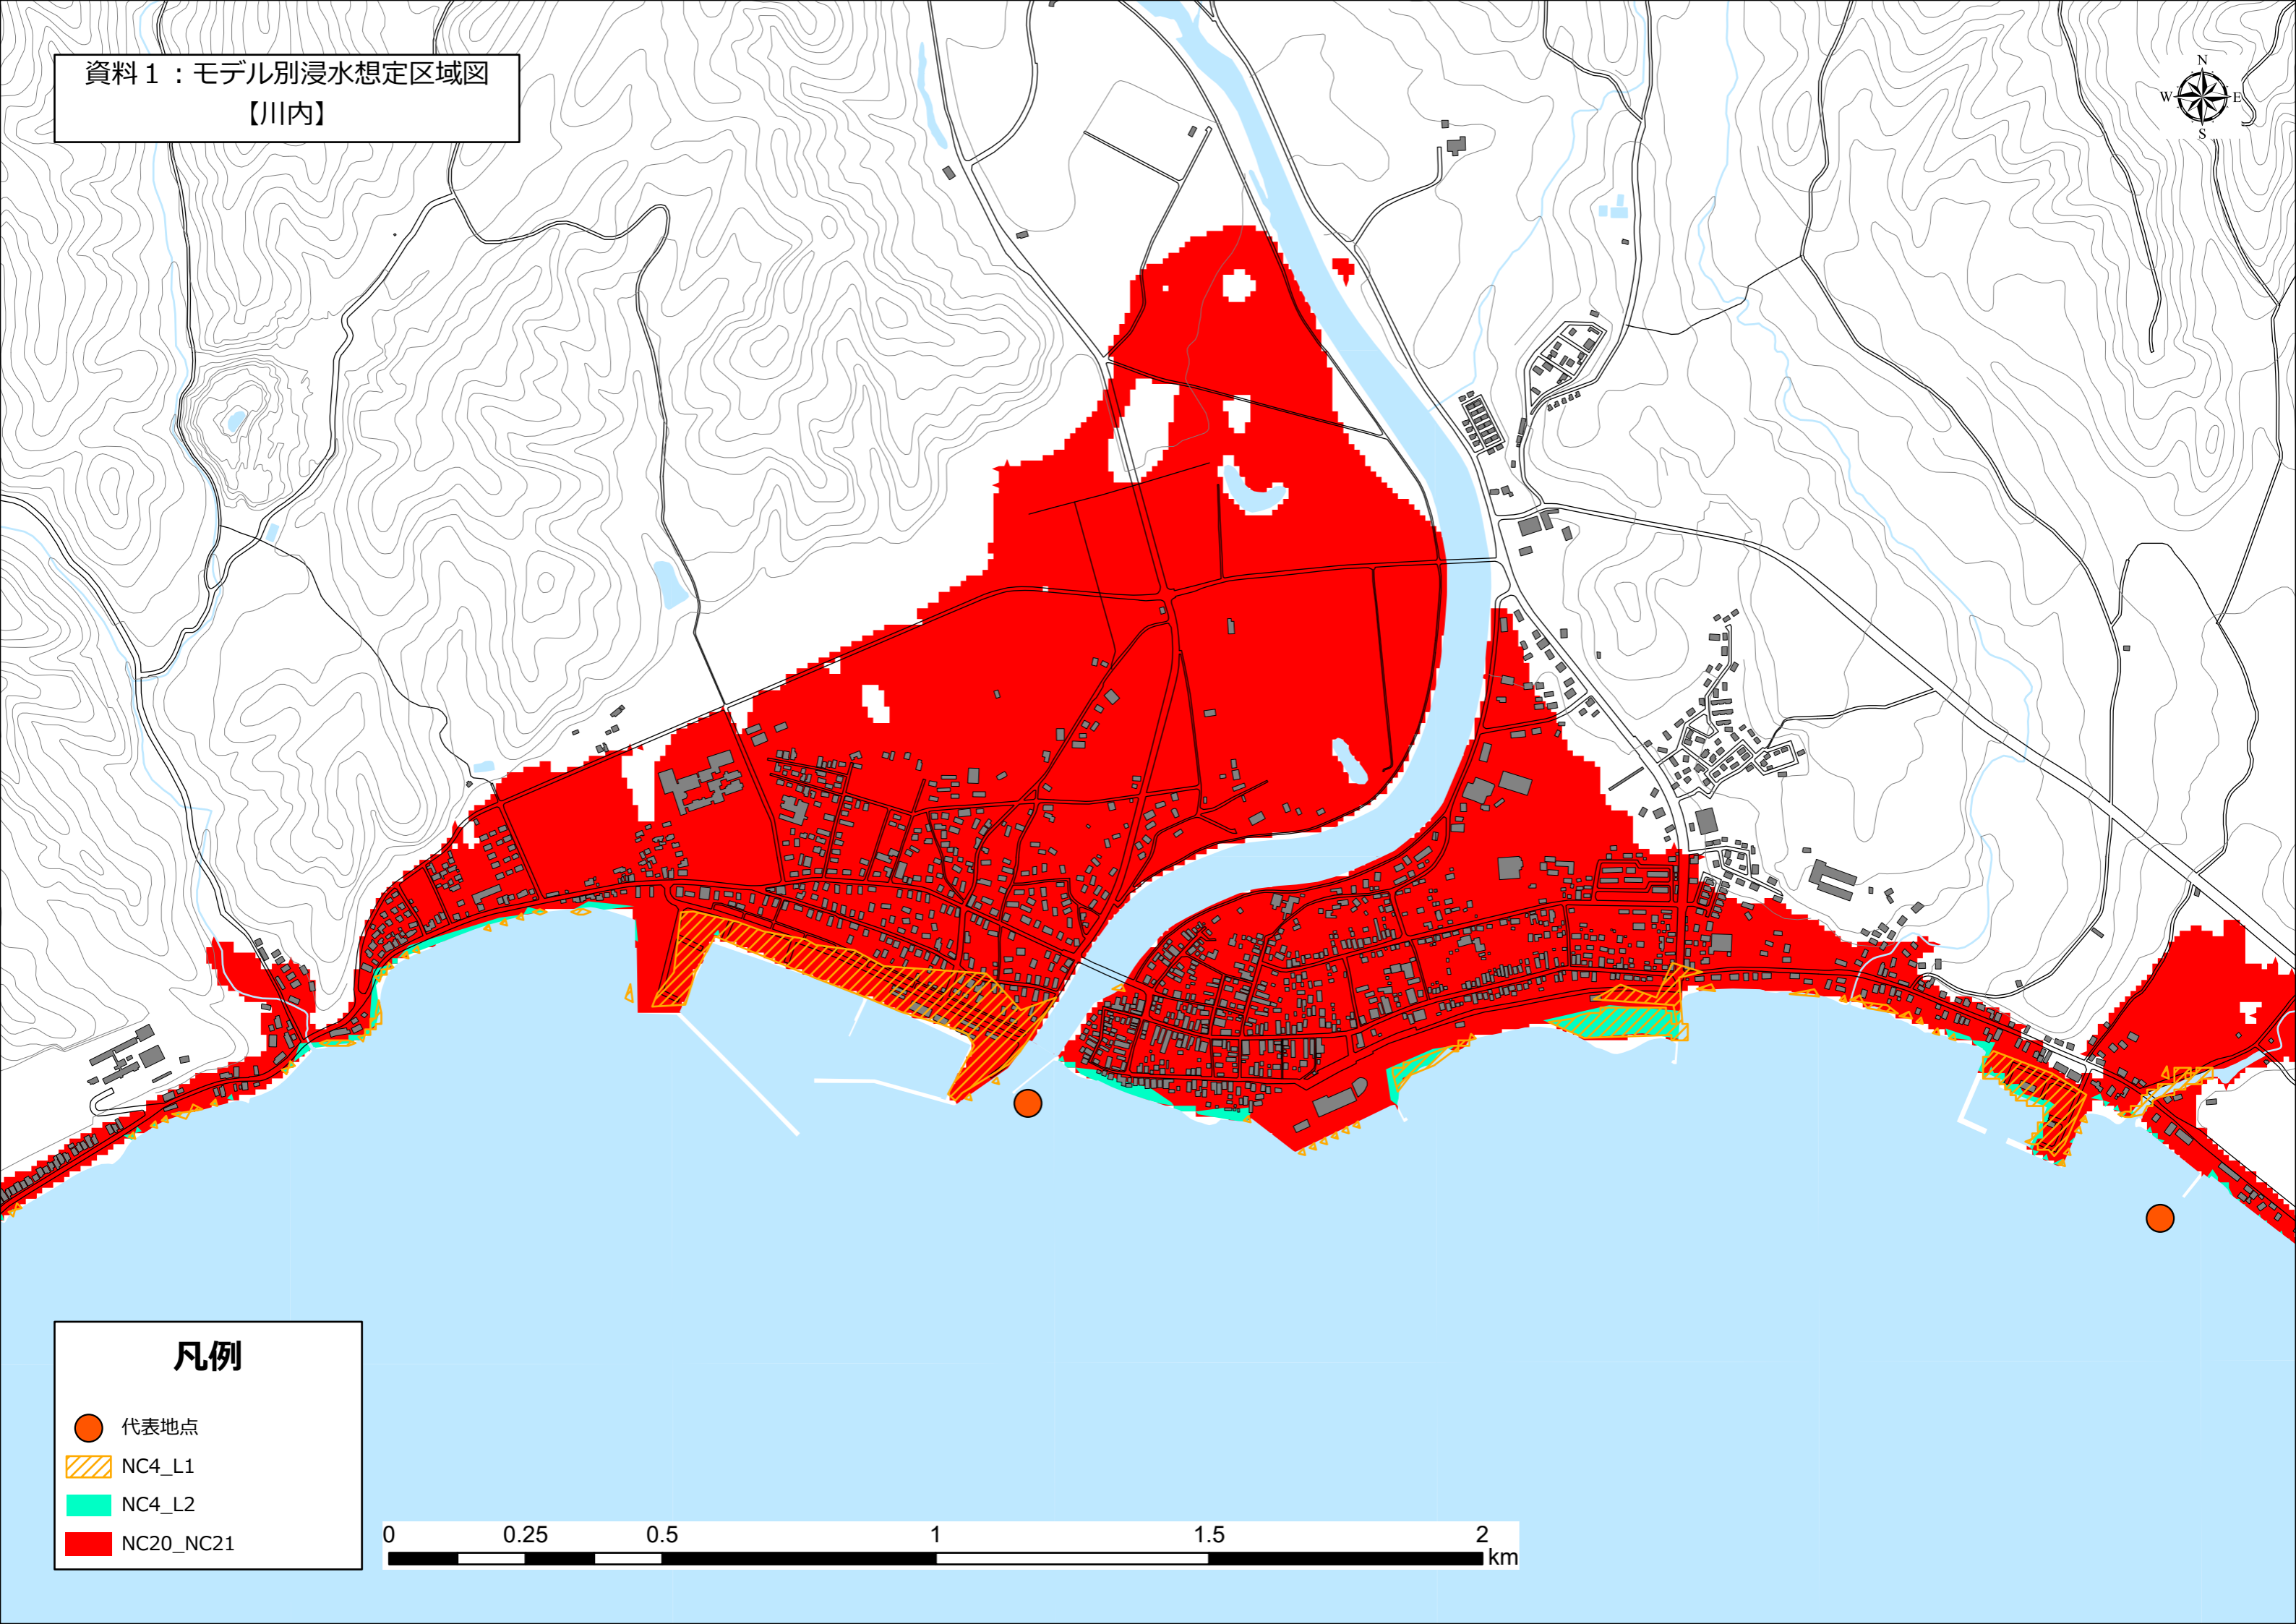 資料１：モデル別浸水想定区域図
【川内】
N
W E
S
凡例
代表地点
NC4_L1
NC4_L2
NC20_NC21
0 0.25 0.5 1 1.5 2
km